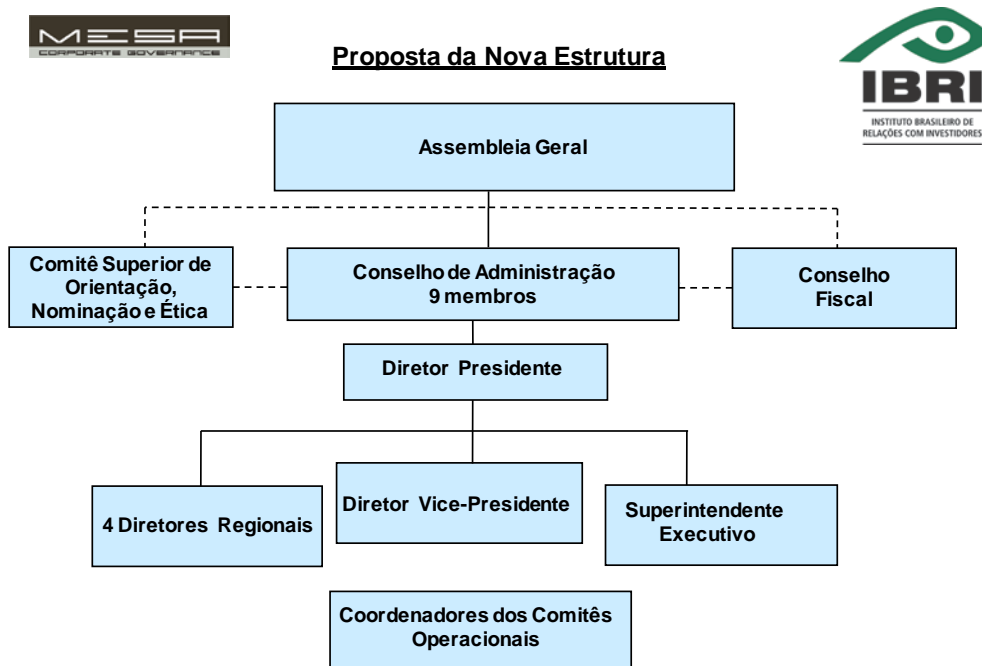 MESA
CORPORATE GOVERNANCE
Proposta da Nova Estrutura
IBRI
INSTITUTO BRASILEIRO DE
RELAÇÕES COM INVESTIDORES
Assembleia Geral
Comitê Superior de
Orientação,
Nominação e Ética
Conselho de Administração
9 membros
Conselho
Fiscal
Diretor Presidente
4 Diretores Regionais
Diretor Vice-Presidente
Superintendente
Executivo
Coordenadores dos Comitês
Operacionais